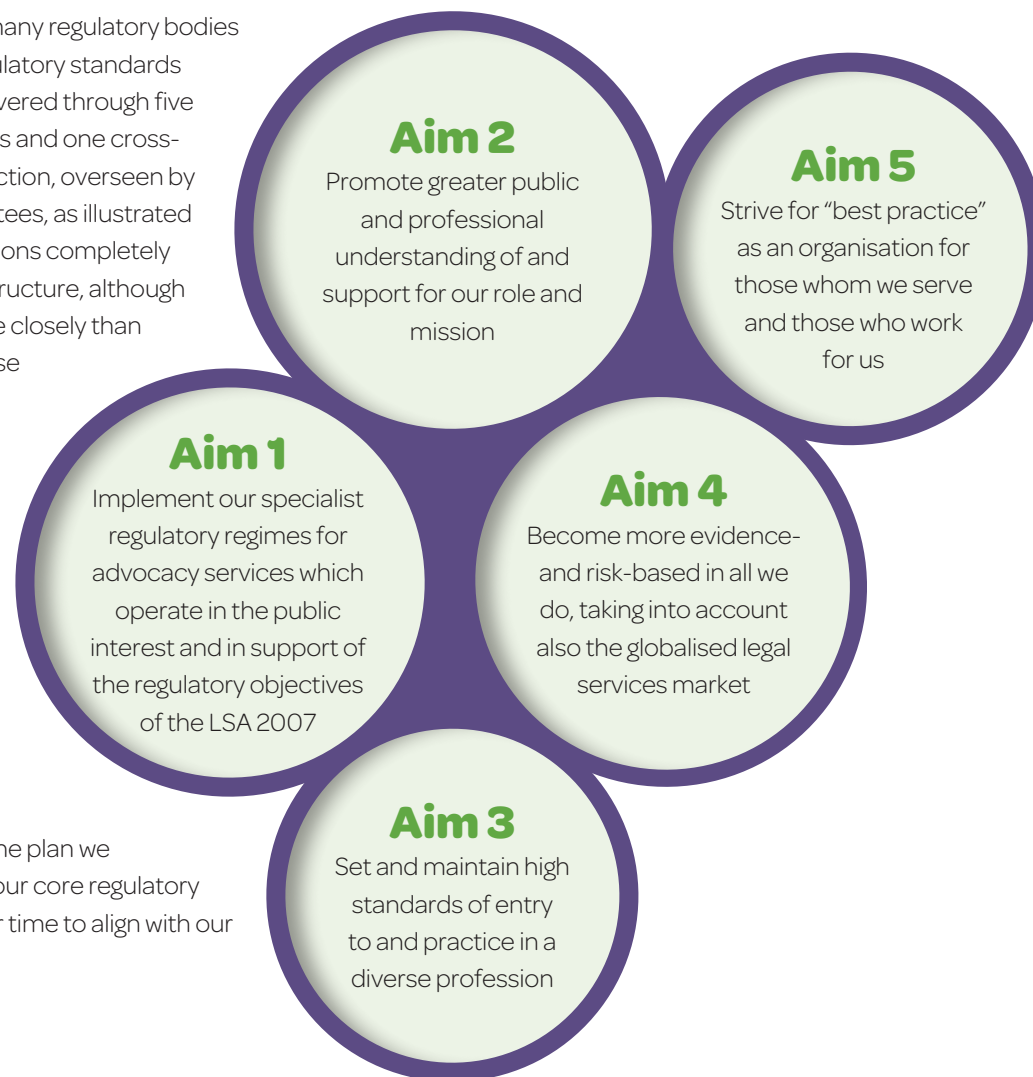 many regulatory bodies
ulatory standards
vered through five
s and one cross-
ction, overseen by
tees, as illustrated
ions completely
ructure, although
e closely than
se
Aim 2
Promote greater public
and professional
understanding of and
support for our role and
mission
Aim 5
Strive for “best practice”
as an organisation for
those whom we serve
and those who work
for us
Aim 1
Implement our specialist
regulatory regimes for
advocacy services which
operate in the public
interest and in support of
the regulatory objectives
of the LSA 2007
Aim 4
Become more evidence-
and risk-based in all we
do, taking into account
also the globalised legal
services market
Aim 3
Set and maintain high
standards of entry
to and practice in a
diverse profession
he plan we
our core regulatory
r time to align with our